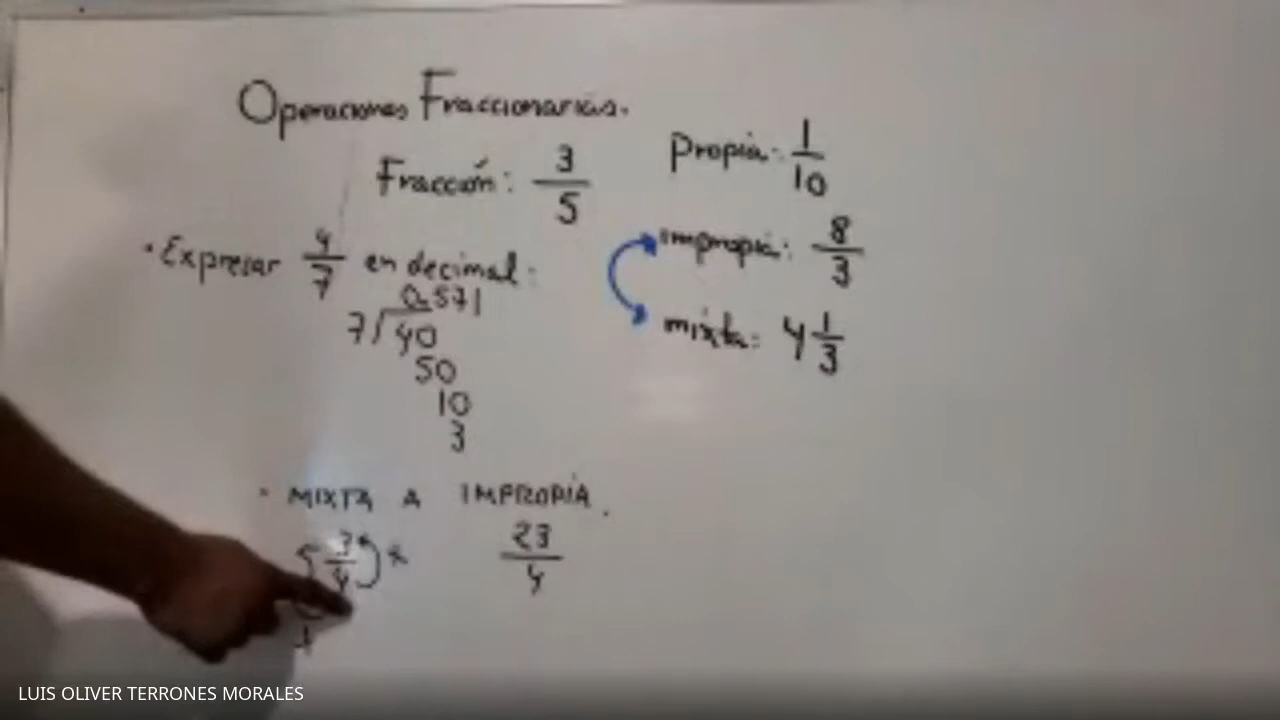 Operaciones Fraccionarias.
Fracción: 3/5
Propia: 1/10
impropia: 8/3
mixta: 4 1/3
· Expresar 4/7 en decimal:
0.571
7)40
50
10
3
· MIXTA A IMPROPIA.
5 3/4 23/4
LUIS OLIVER TERRONES MORALES